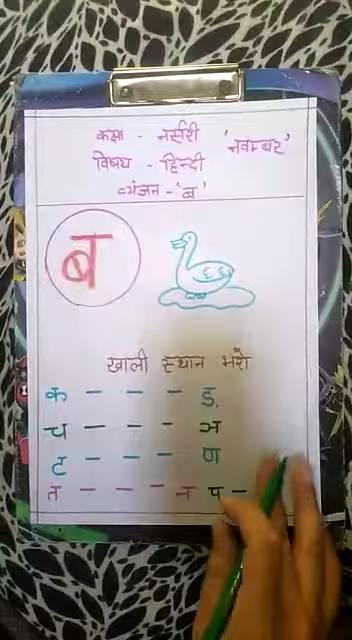 कक्षा - नर्सरी 'नवम्बर'
विषय - हिन्दी
व्यंजन - 'ब'
ब
खाली स्थान भरो
क - - - ङ
च - - - ञ
ट - - - ण
त - - - न प -